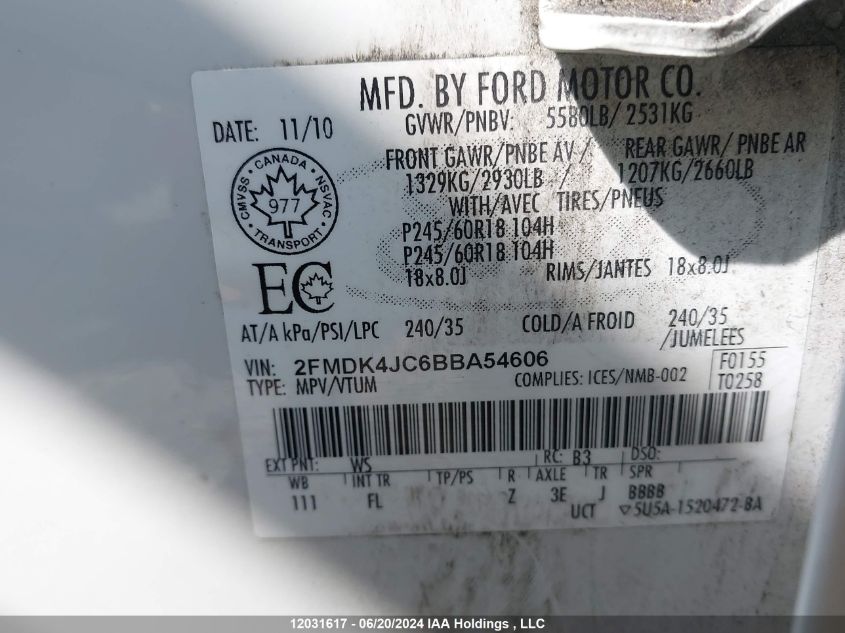 MFD. BY FORD MOTOR CO.
DATE: 11/10
GVWR/PNBV: 5580LB/ 2531KG
FRONT GAWR/PNBE AV / REAR GAWR/ PNBE AR
1329KG/2930LB / 1207KG/2660LB
WITH/AVEC TIRES/PNEUS
P245/60R18 104H
P245/60R18 104H
18x8.0J RIMS/JANTES 18x8.0J
CANADA
CMVSS NSVAC
977
TRANSPORT
EC
AT/A kPa/PSI/LPC 240/35 COLD/A FROID 240/35
/JUMELEES
VIN: 2FMDK4JC6BBA54606
TYPE: MPV/VTUM COMPLIES: ICES/NMB-002
F0155
T0258
EXT PNT: WS RC: B3 DSO:
WB INT TR TP/PS R AXLE TR SPR
111 FL Z 3E J BBBB
UCT ▽5U5A-1520472-BA
12031617 - 06/20/2024 IAA Holdings , LLC